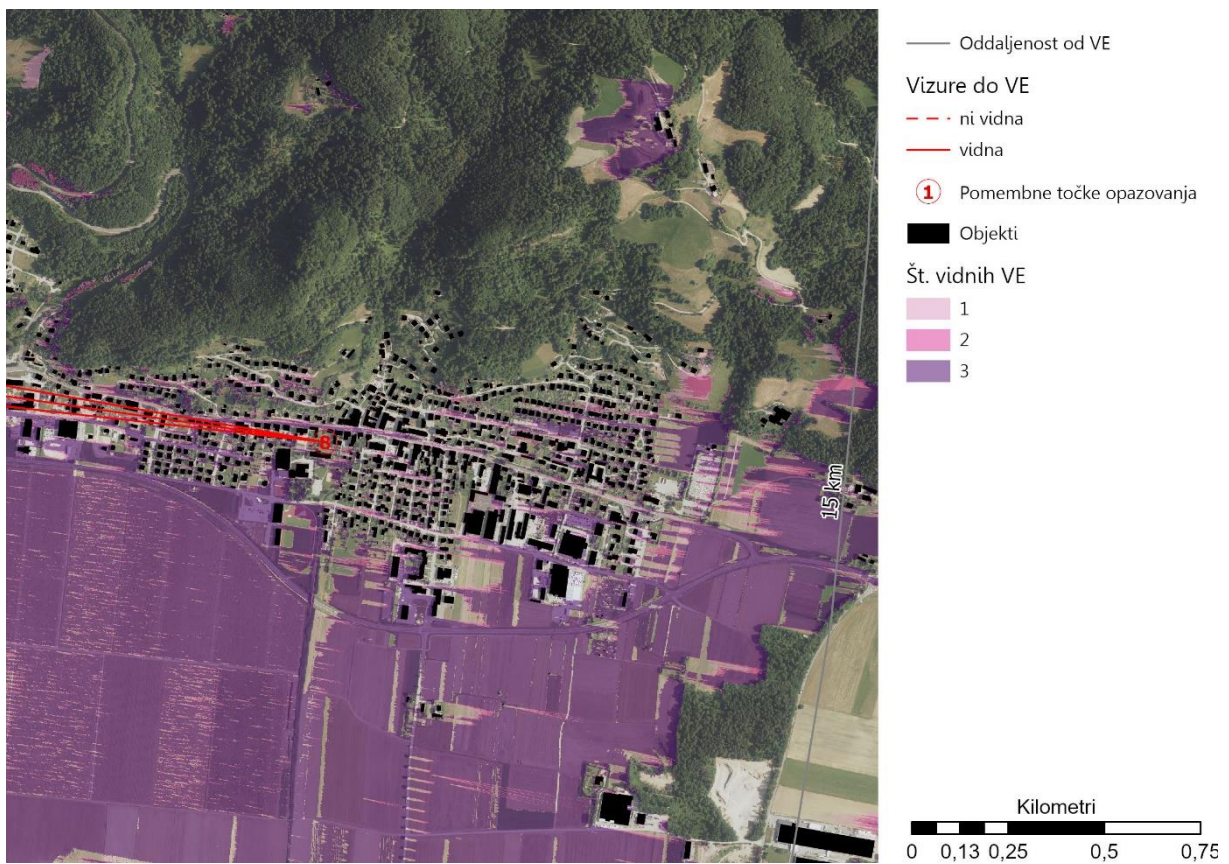 8
15 km
Oddaljenost od VE
Vizure do VE
ni vidna
vidna
1 Pomembne točke opazovanja
Objekti
Št. vidnih VE
1
2
3
Kilometri
0 0,13 0,25 0,5 0,75